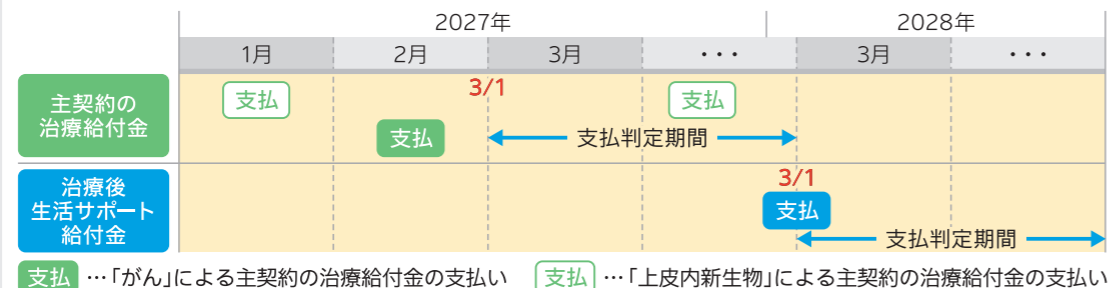 2027年 2028年
1月 2月 3月 ・・・ 3月 ・・・
主契約の
治療給付金
支払 3/1 支払
支払 支払判定期間
治療後
生活サポート
給付金
3/1
支払
支払判定期間
支払 …「がん」による主契約の治療給付金の支払い 支払 …「上皮内新生物」による主契約の治療給付金の支払い